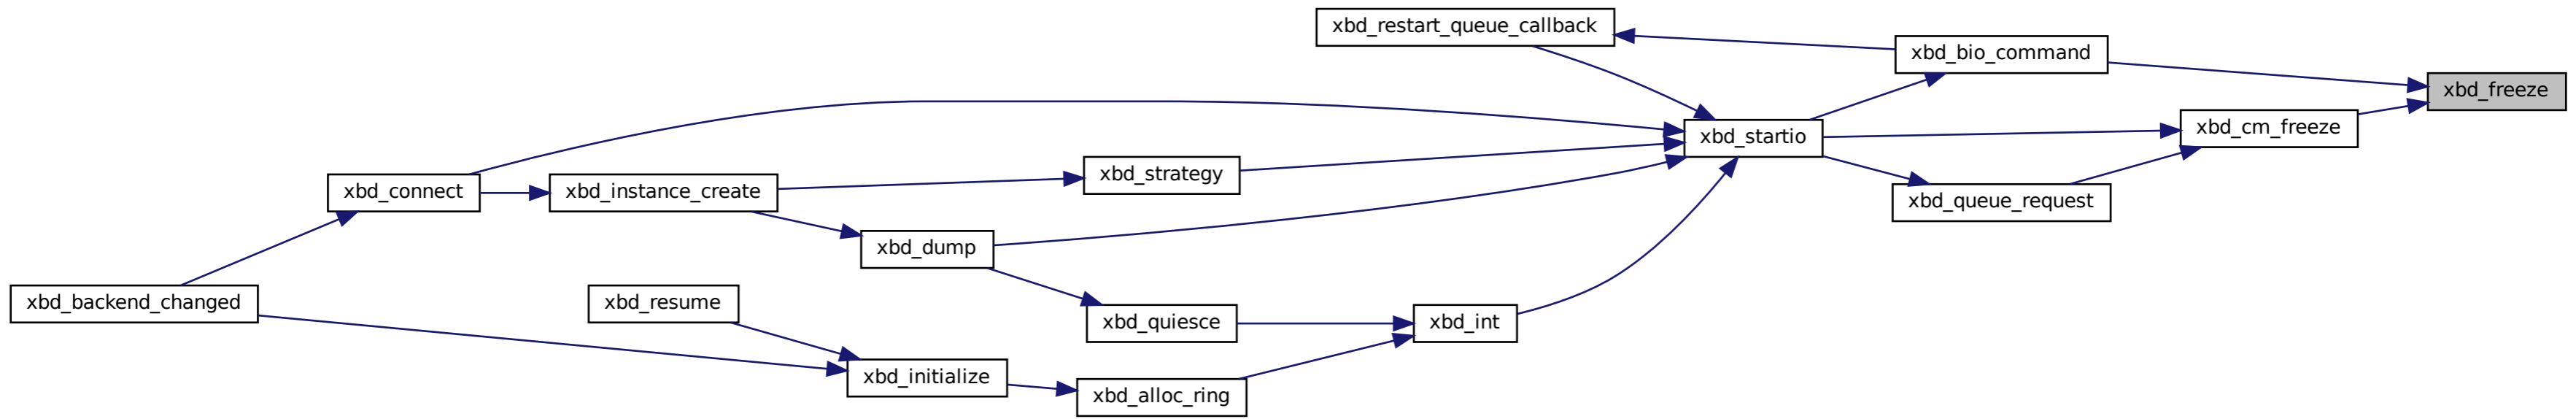 xbd_restart_queue_callback
xbd_bio_command
xbd_freeze
xbd_cm_freeze
xbd_startio
xbd_strategy
xbd_connect
xbd_instance_create
xbd_queue_request
xbd_dump
xbd_backend_changed
xbd_resume
xbd_quiesce
xbd_int
xbd_initialize
xbd_alloc_ring